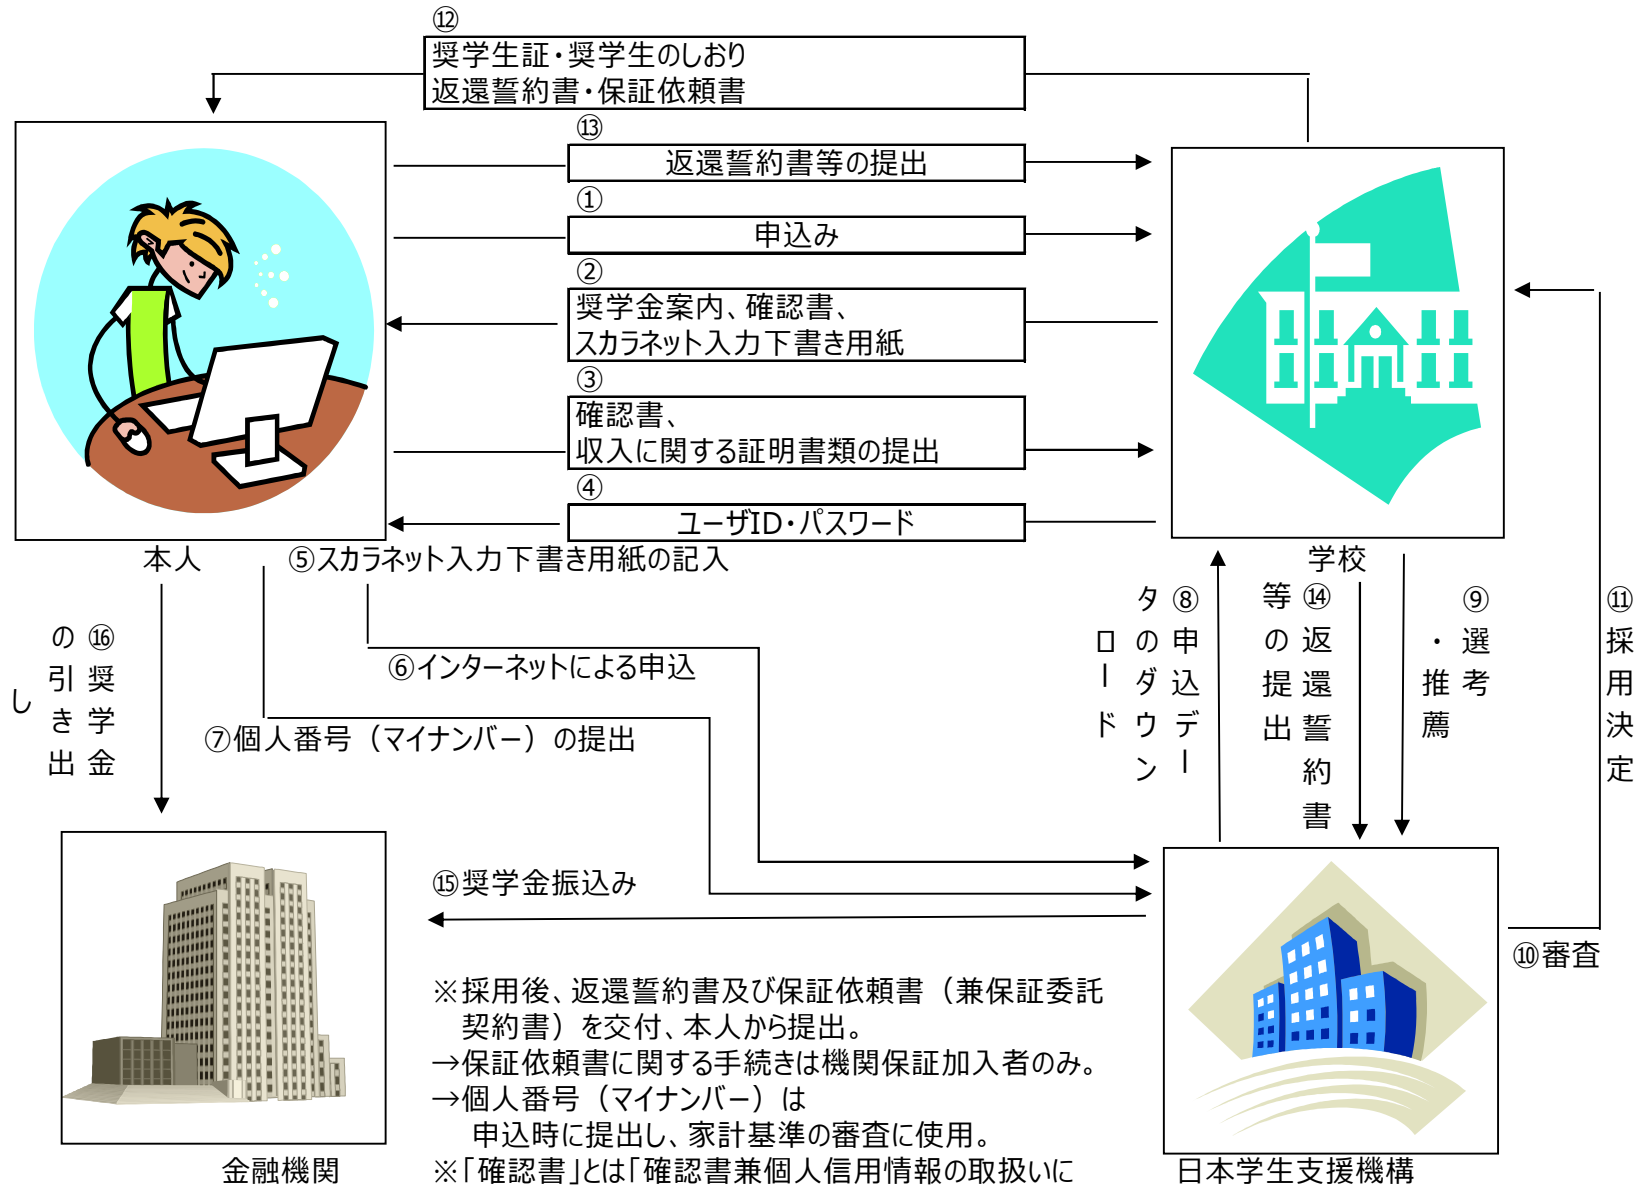 ⑫
奨学生証・奨学生のしおり
返還誓約書・保証依頼書
⑬
返還誓約書等の提出
①
申込み
②
奨学金案内、確認書、
スカラネット入力下書き用紙
③
確認書、
収入に関する証明書類の提出
④
ユーザID・パスワード
本人
⑤スカラネット入力下書き用紙の記入
学校
⑯奨学金
の引き出
し
⑥インターネットによる申込
⑦個人番号（マイナンバー）の提出
⑧申込デー
タのダウン
ロード
⑭返還誓約書
等の提出
⑨選考
・推薦
⑪採用決定
⑮奨学金振込み
⑩審査
※採用後、返還誓約書及び保証依頼書（兼保証委託
契約書）を交付、本人から提出。
→保証依頼書に関する手続きは機関保証加入者のみ。
→個人番号（マイナンバー）は
申込時に提出し、家計基準の審査に使用。
※「確認書」とは「確認書兼個人信用情報の取扱いに
金融機関
日本学生支援機構